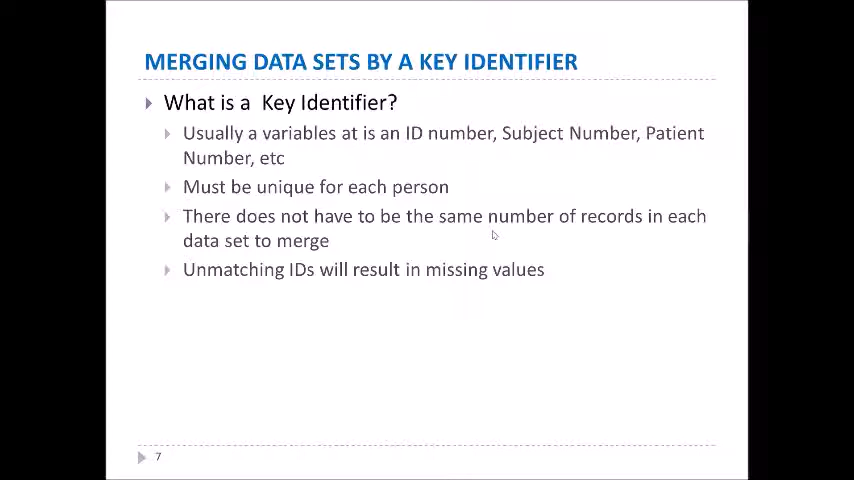 MERGING DATA SETS BY A KEY IDENTIFIER
What is a Key Identifier?
Usually a variables at is an ID number, Subject Number, Patient
Number, etc
Must be unique for each person
There does not have to be the same number of records in each
data set to merge
Unmatching IDs will result in missing values
7